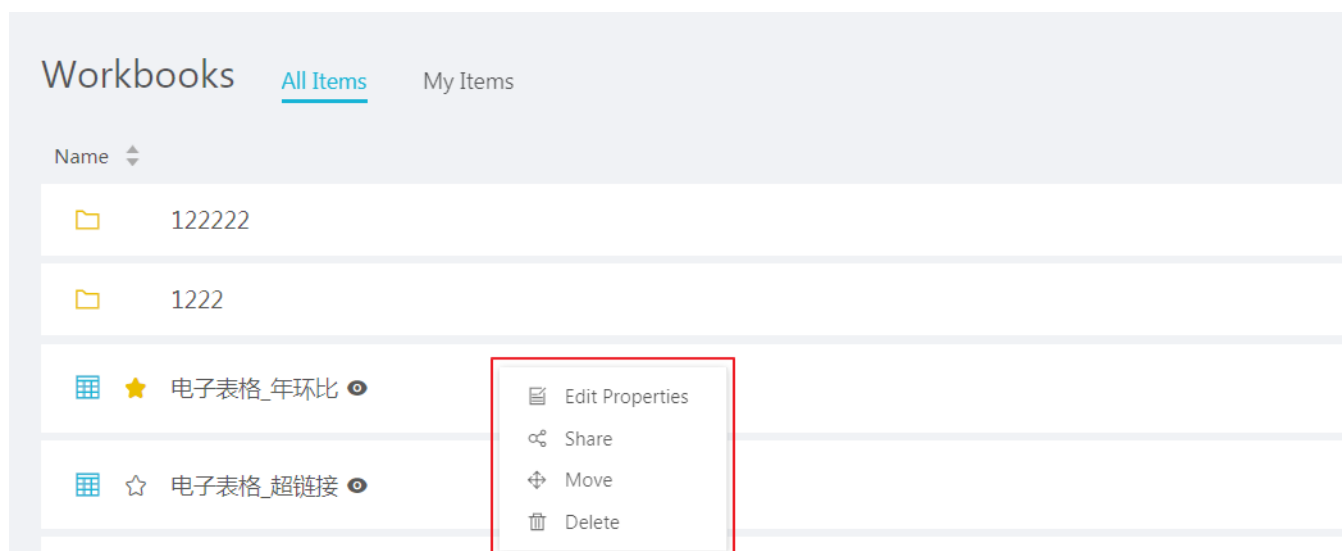 Workbooks All Items My Items
Name
122222
1222
电子表格_年环比
Edit Properties
Share
电子表格_超链接
Move
Delete